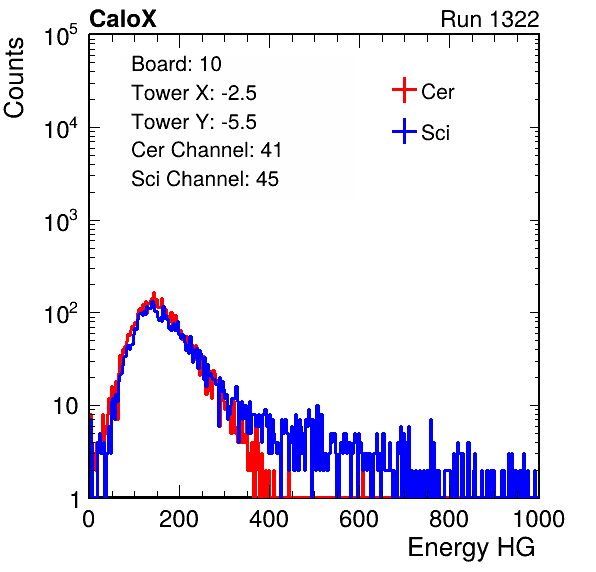 CaloX Run 1322
Counts
10^5
10^4
10^3
10^2
10
1
Board: 10
Tower X: -2.5
Tower Y: -5.5
Cer Channel: 41
Sci Channel: 45
Cer
Sci
0 200 400 600 800 1000
Energy HG